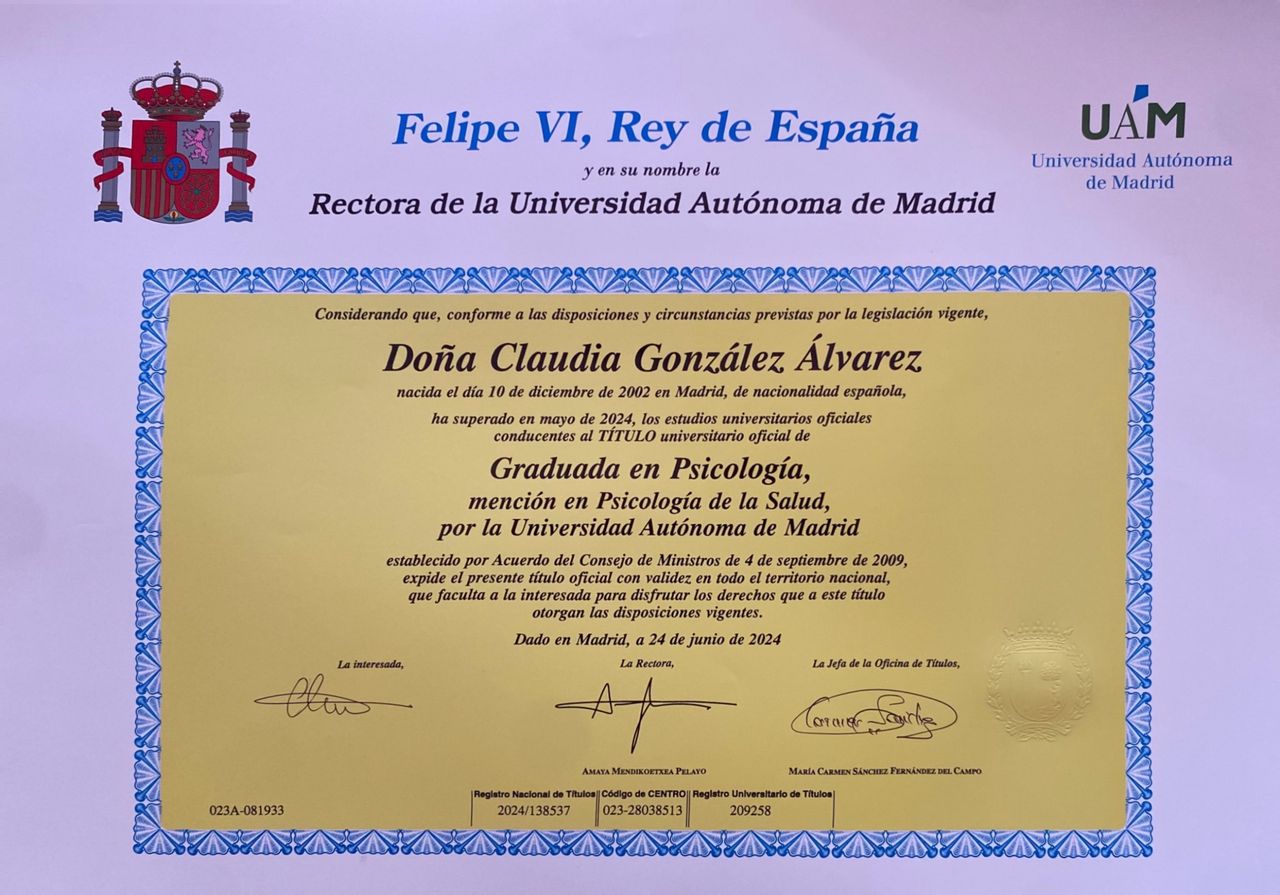 Felipe VI, Rey de España
y en su nombre la
Rectora de la Universidad Autónoma de Madrid
UAM
Universidad Autónoma
de Madrid
Considerando que, conforme a las disposiciones y circunstancias previstas por la legislación vigente,
Doña Claudia González Álvarez
nacida el día 10 de diciembre de 2002 en Madrid, de nacionalidad española,
ha superado en mayo de 2024, los estudios universitarios oficiales
conducentes al TÍTULO universitario oficial de
Graduada en Psicología,
mención en Psicología de la Salud,
por la Universidad Autónoma de Madrid
establecido por Acuerdo del Consejo de Ministros de 4 de septiembre de 2009,
expide el presente título oficial con validez en todo el territorio nacional,
que faculta a la interesada para disfrutar los derechos que a este título
otorgan las disposiciones vigentes.
Dado en Madrid, a 24 de junio de 2024
La interesada,
La Rectora,
La Jefa de la Oficina de Títulos,
AMAYA MENDIKOETXEA PELAYO
MARÍA CARMEN SÁNCHEZ FERNÁNDEZ DEL CAMPO
Registro Nacional de Títulos Código de CENTRO Registro Universitario de Títulos
023A-081933 2024/138537 023-28038513 209258